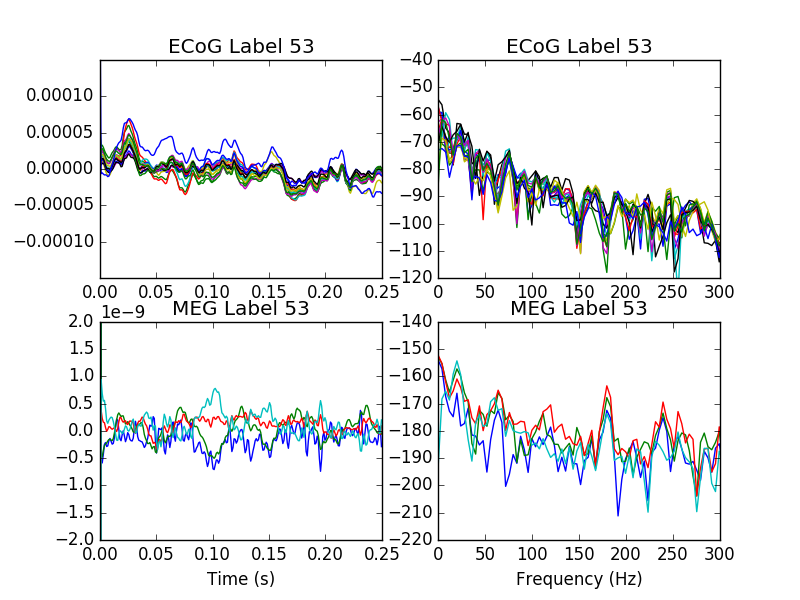 ECoG Label 53
0.00010
0.00005
0.00000
−0.00005
−0.00010
0.00 0.05 0.10 0.15 0.20 0.25
ECoG Label 53
−40
−50
−60
−70
−80
−90
−100
−110
−120
0 50 100 150 200 250 300
MEG Label 53
1e−9
2.0
1.5
1.0
0.5
0.0
−0.5
−1.0
−1.5
−2.0
0.00 0.05 0.10 0.15 0.20 0.25
Time (s)
MEG Label 53
−140
−150
−160
−170
−180
−190
−200
−210
−220
0 50 100 150 200 250 300
Frequency (Hz)